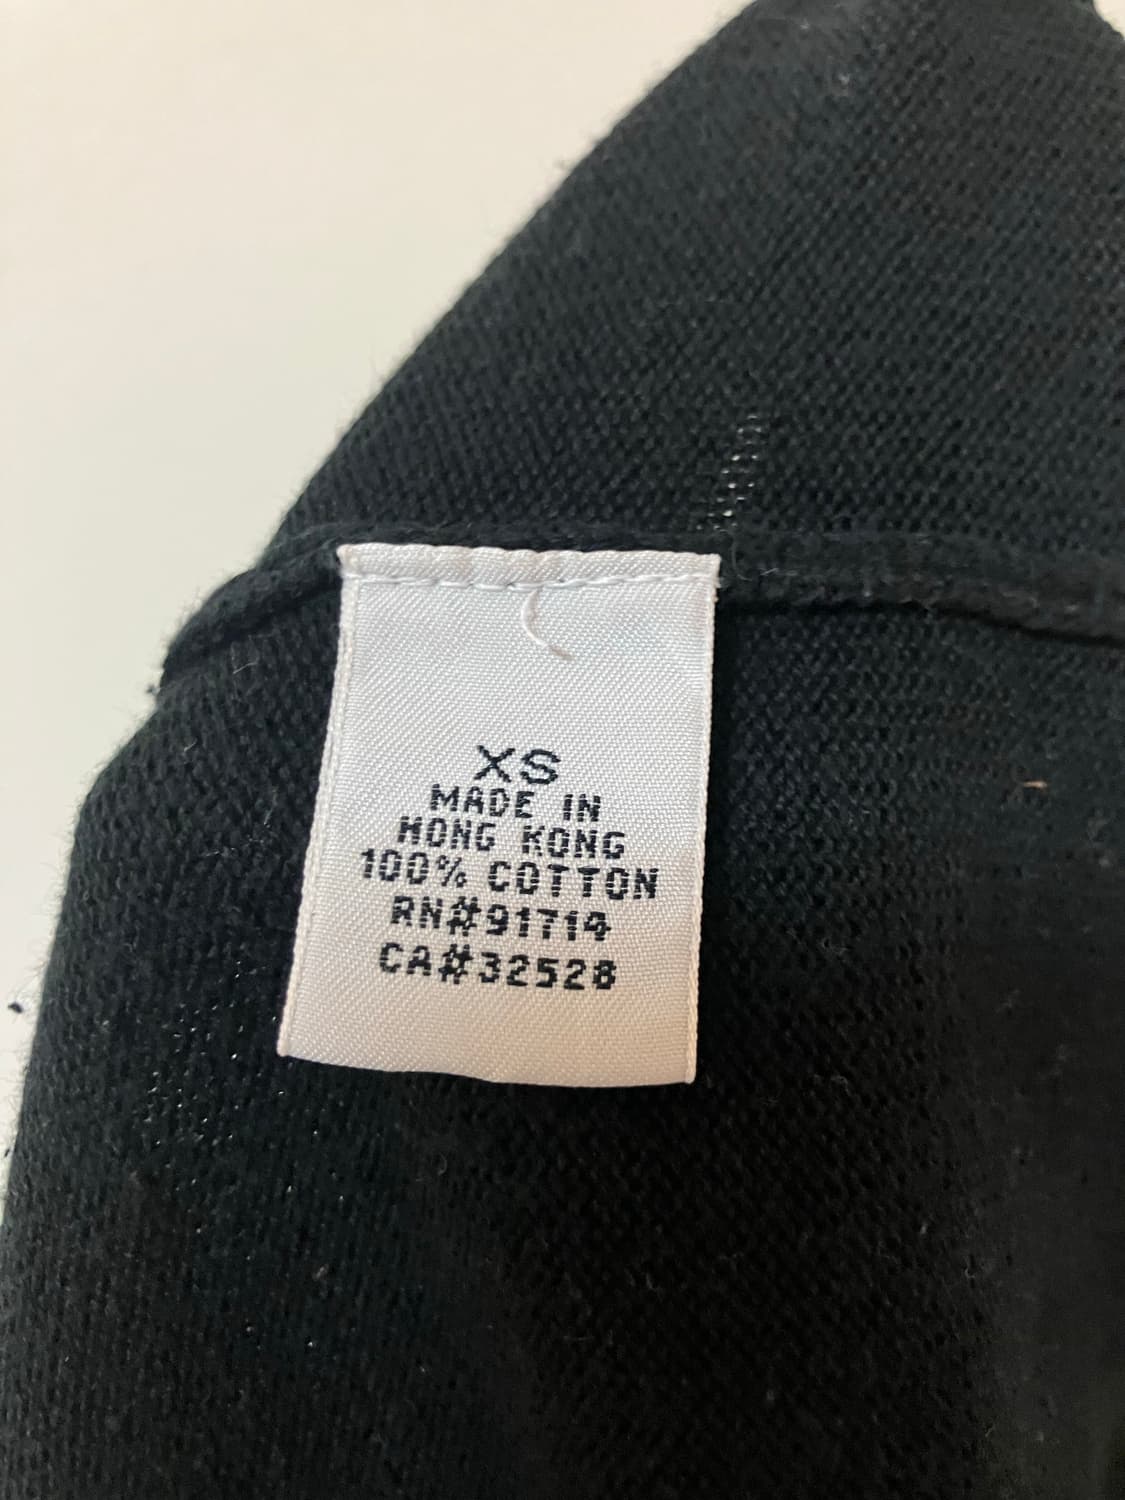 XS
MADE IN
HONG KONG
100% COTTON
RN#91714
CA#32528